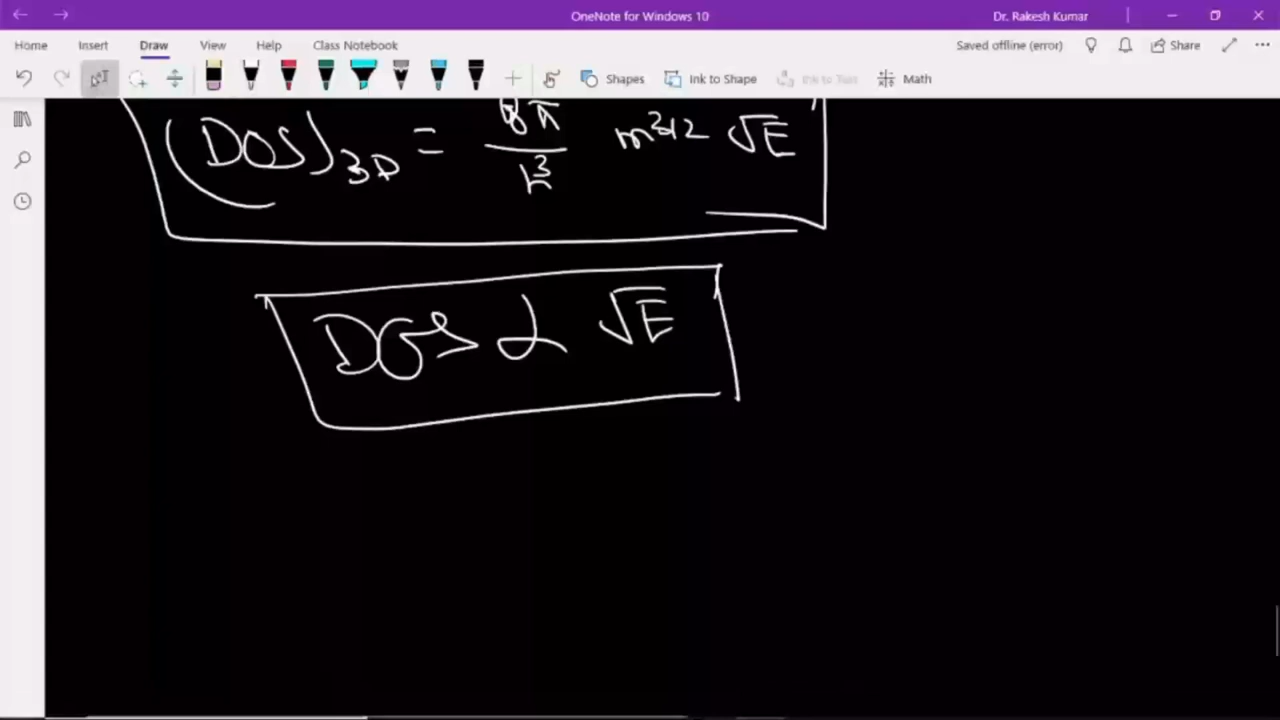 OneNote for Windows 10
Dr. Rakesh Kumar
Home Insert Draw View Help Class Notebook
Saved offline (error) Share
Shapes Ink to Shape Ink to Text Math
(DOS)₃D = 8π/h³ m^3/2 √E
DOS α √E